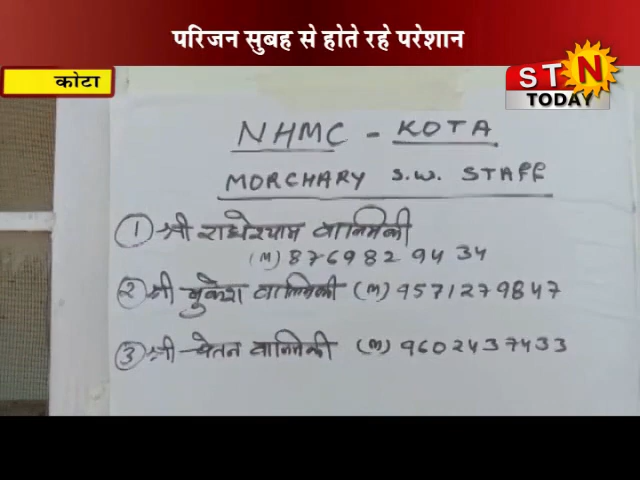 परिजन सुबह से होते रहे परेशान
कोटा
STN
TODAY
NHMC - KOTA
MORCHARY S.W. STAFF
① श्री राधेश्याम वाल्मिकी
(M) 8769829434
② श्री मुकेश वाल्मिकी (M) 9571279847
③ श्री चेतन वाल्मिकी (M) 9602437433